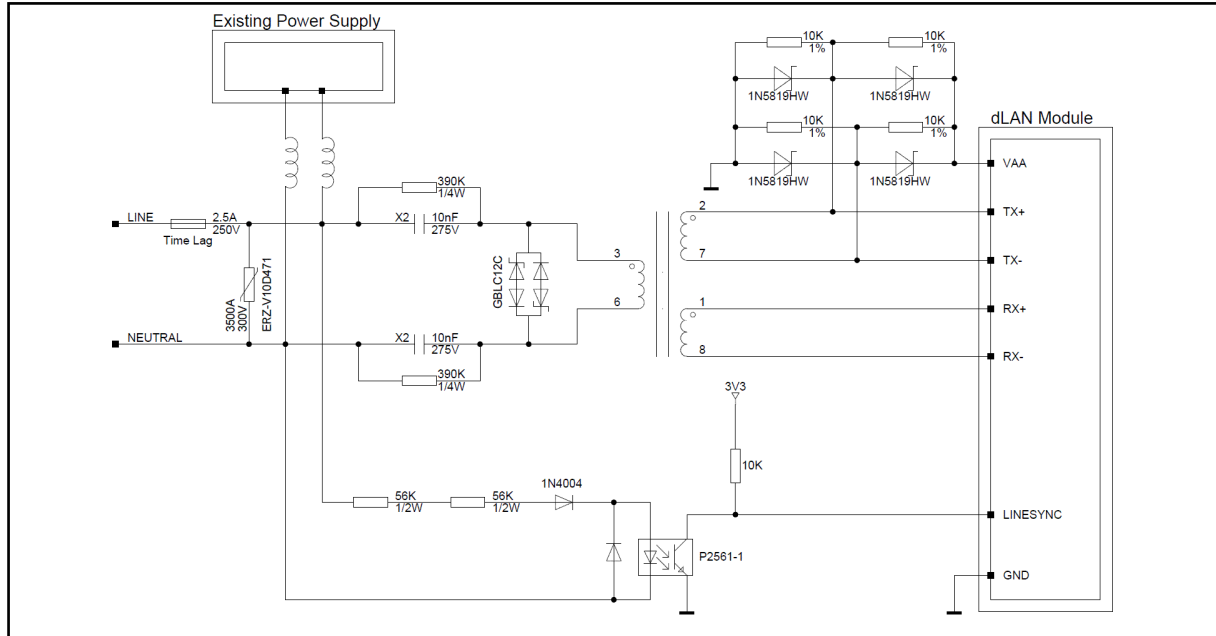 Existing Power Supply
10K
1%
10K
1%
1N5819HW
1N5819HW
10K
1%
10K
1%
dLAN Module
1N5819HW
1N5819HW
VAA
390K
1/4W
LINE
2.5A
250V
Time Lag
X2
10nF
275V
2
TX+
3
7
TX-
GBLC12C
3500A
300V
ERZ-V10D471
6
1
RX+
NEUTRAL
X2
10nF
275V
8
RX-
390K
1/4W
3V3
10K
1N4004
56K
1/2W
56K
1/2W
LINESYNC
P2561-1
GND